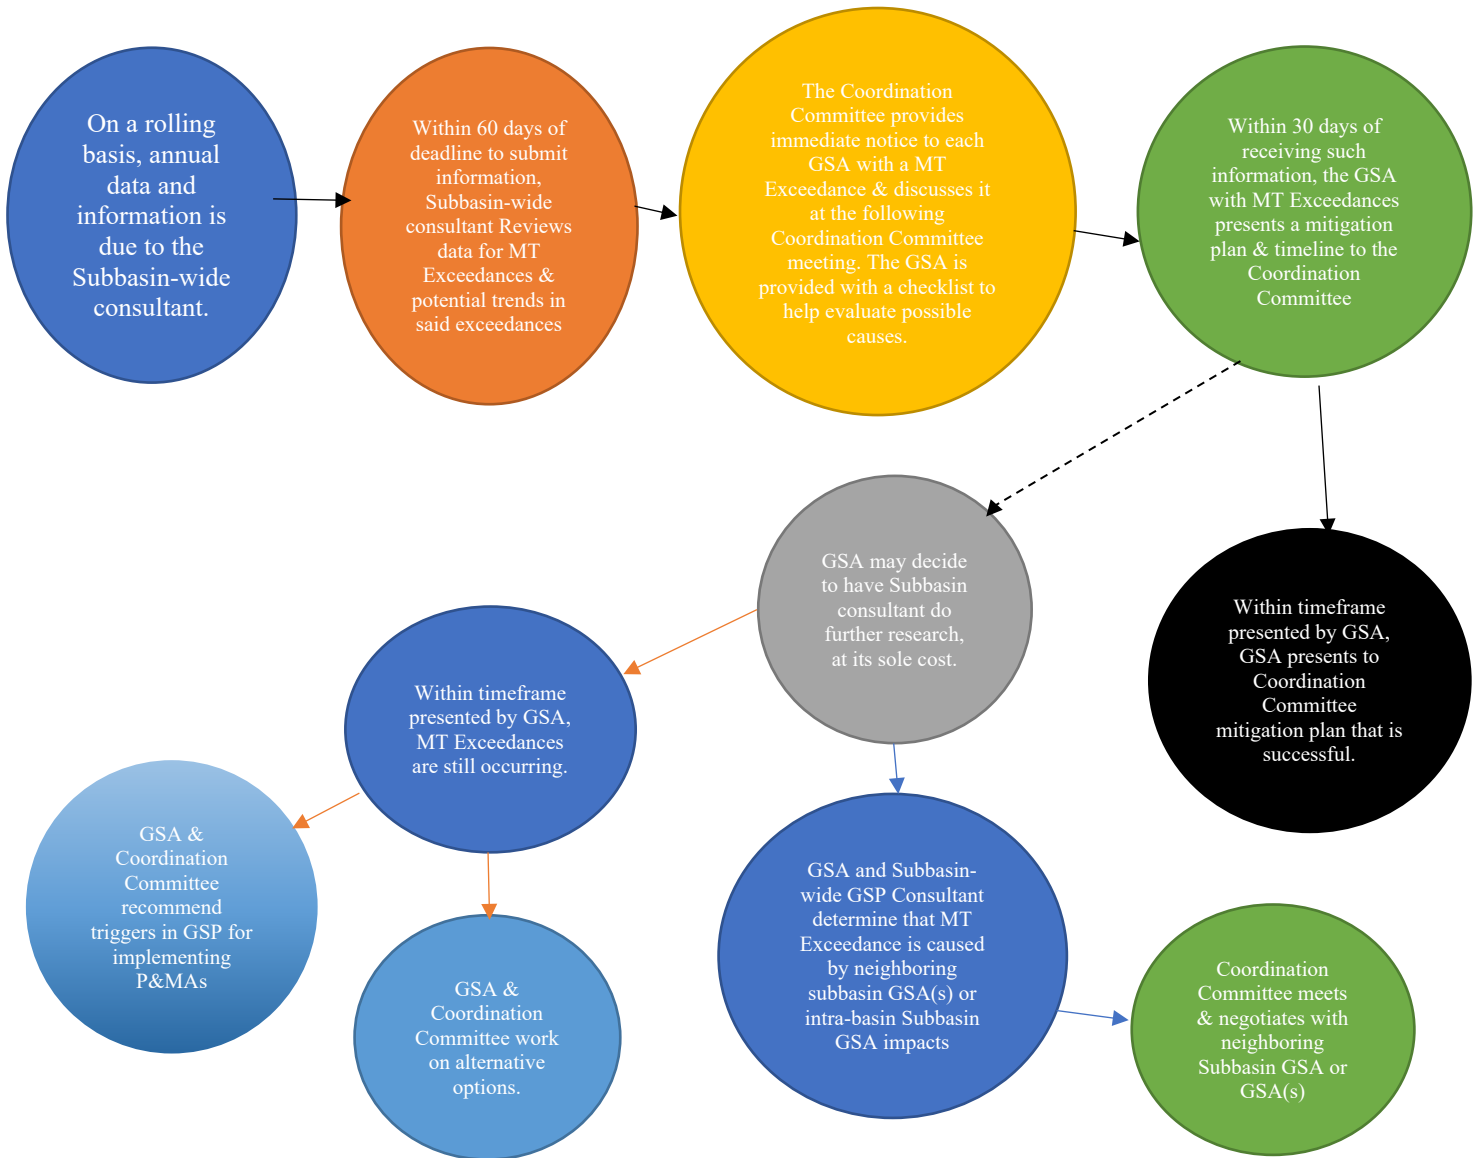 On a rolling
basis, annual
data and
information is
due to the
Subbasin-wide
consultant.
Within 60 days of
deadline to submit
information,
Subbasin-wide
consultant Reviews
data for MT
Exceedances &
potential trends in
said exceedances
The Coordination
Committee provides
immediate notice to each
GSA with a MT
Exceedance & discusses it
at the following
Coordination Committee
meeting. The GSA is
provided with a checklist to
help evaluate possible
causes.
Within 30 days of
receiving such
information, the GSA
with MT Exceedances
presents a mitigation
plan & timeline to the
Coordination
Committee
GSA may decide
to have Subbasin
consultant do
further research,
at its sole cost.
Within timeframe
presented by GSA,
GSA presents to
Coordination
Committee
mitigation plan that is
successful.
Within timeframe
presented by GSA,
MT Exceedances
are still occurring.
GSA &
Coordination
Committee
recommend
triggers in GSP for
implementing
P&MAs
GSA &
Coordination
Committee work
on alternative
options.
GSA and Subbasin-
wide GSP Consultant
determine that MT
Exceedance is caused
by neighboring
subbasin GSA(s) or
intra-basin Subbasin
GSA impacts
Coordination
Committee meets
& negotiates with
neighboring
Subbasin GSA or
GSA(s)